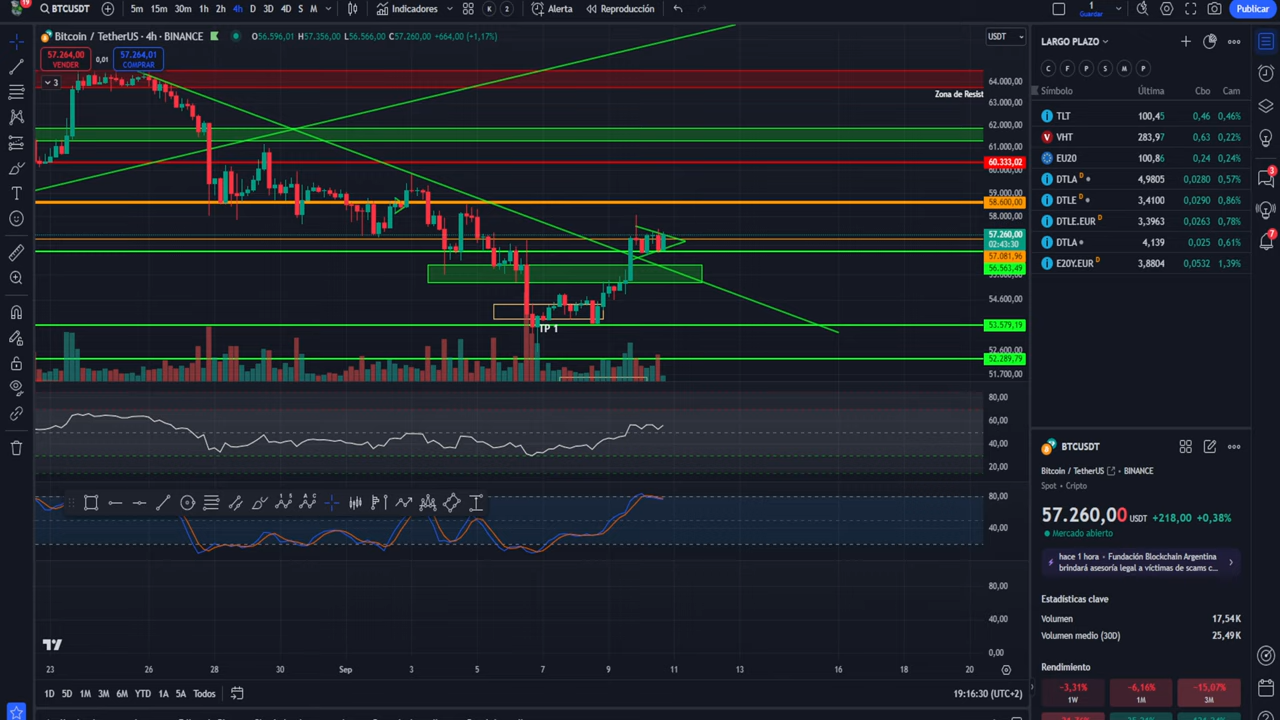 19
BTCUSDT
5m 15m 30m 1h 2h 4h D 3D 4D S M
Indicadores
K
2
Alerta
Reproducción
1
Guardar
Publicar
Bitcoin / TetherUS · 4h · BINANCE
O56.596,01 H57.356,00 L56.566,00 C57.260,00 +664,00 (+1,17%)
USDT
57.264,00
VENDER
0,01
57.264,01
COMPRAR
3
64.000,00
Zona de Resist
63.000,00
62.000,00
61.000,00
60.333,02
60.000,00
59.000,00
58.600,00
58.000,00
57.260,00
02:43:30
57.081,96
56.563,49
54.600,00
TP 1
53.579,19
52.600,00
52.289,79
51.700,00
80,00
60,00
40,00
20,00
80,00
40,00
80,00
40,00
0,00
23 26 28 30 Sep 3 5 7 9 11 13 16 18 20
1D 5D 1M 3M 6M YTD 1A 5A Todos
19:16:30 (UTC+2)
LARGO PLAZO
C F P S M P
Símbolo Última Cbo Cam
TLT 100,45 0,46 0,46%
VHT 283,97 0,63 0,22%
EU20 100,86 0,24 0,24%
DTLA D 4,9805 0,0280 0,57%
DTLE D 3,4100 0,0290 0,86%
DTLE.EUR D 3,3963 0,0263 0,78%
DTLA 4,139 0,025 0,61%
E20Y.EUR D 3,8804 0,0532 1,39%
BTCUSDT
Bitcoin / TetherUS · BINANCE
Spot · Cripto
57.260,00 USDT +218,00 +0,38%
Mercado abierto
hace 1 hora · Fundación Blockchain Argentina
brindará asesoría legal a víctimas de scams c...
Estadísticas clave
Volumen 17,54K
Volumen medio (30D) 25,49K
Rendimiento
−3,31%
1W
−6,16%
1M
−15,07%
3M
3
7